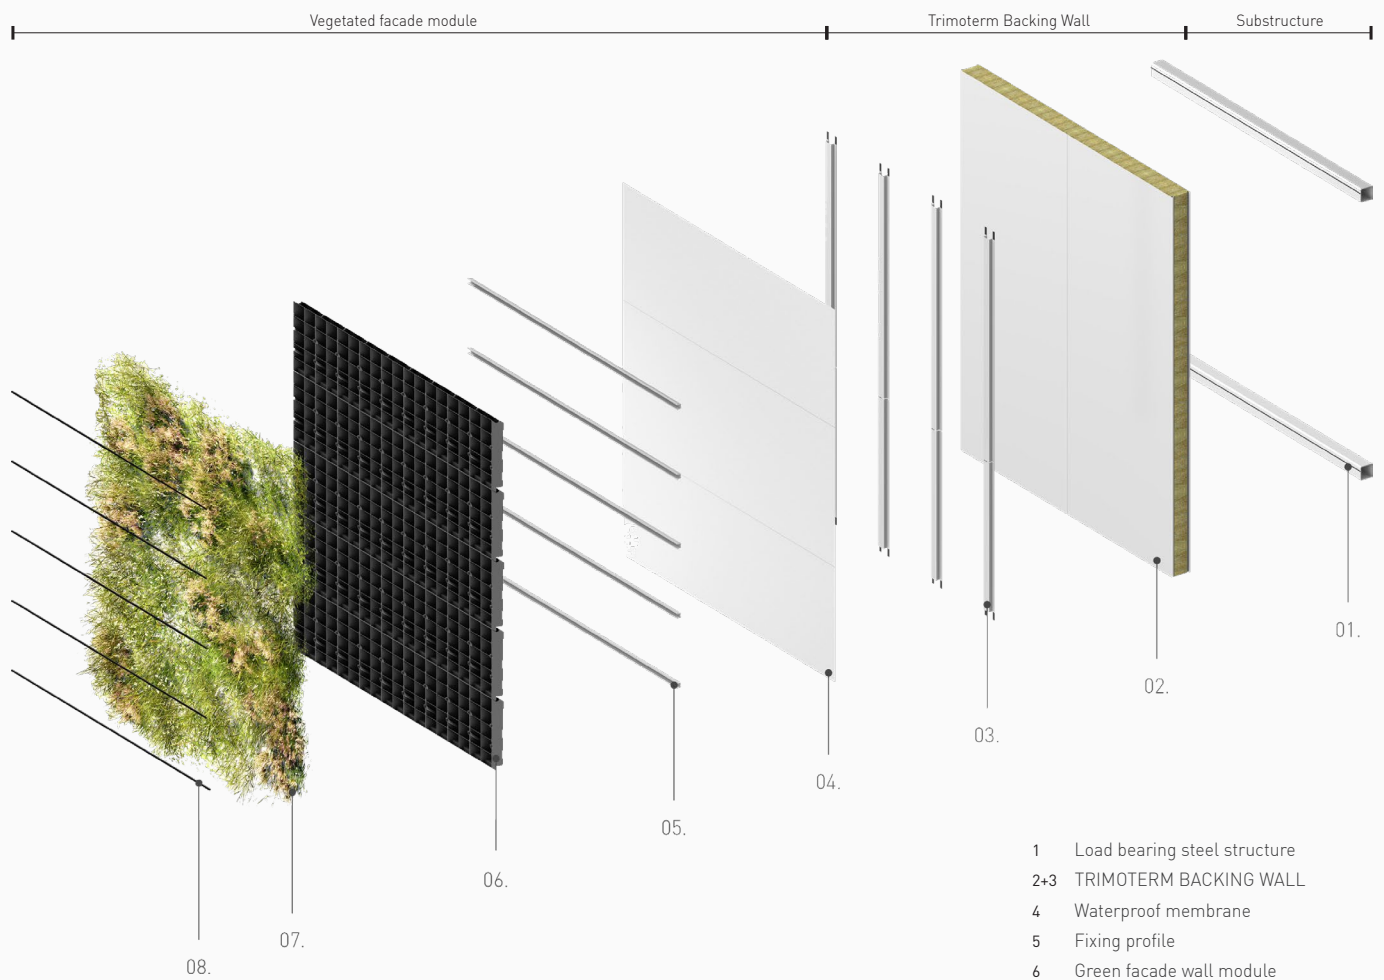 Vegetated facade module
Trimoterm Backing Wall
Substructure
01.
02.
03.
04.
05.
06.
07.
08.
1 Load bearing steel structure
2+3 TRIMOTERM BACKING WALL
4 Waterproof membrane
5 Fixing profile
6 Green facade wall module